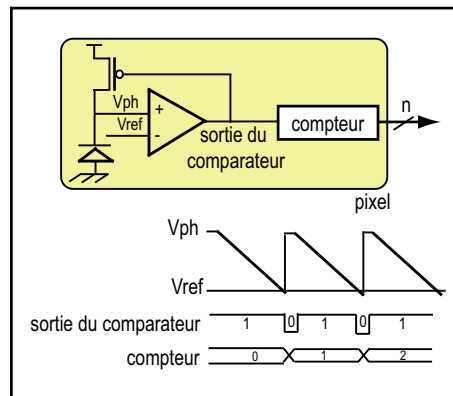 Vph
+
Vref
-
sortie du
comparateur
compteur
n
pixel
Vph
Vref
sortie du comparateur 1 0 1 0 1
compteur 0 1 2